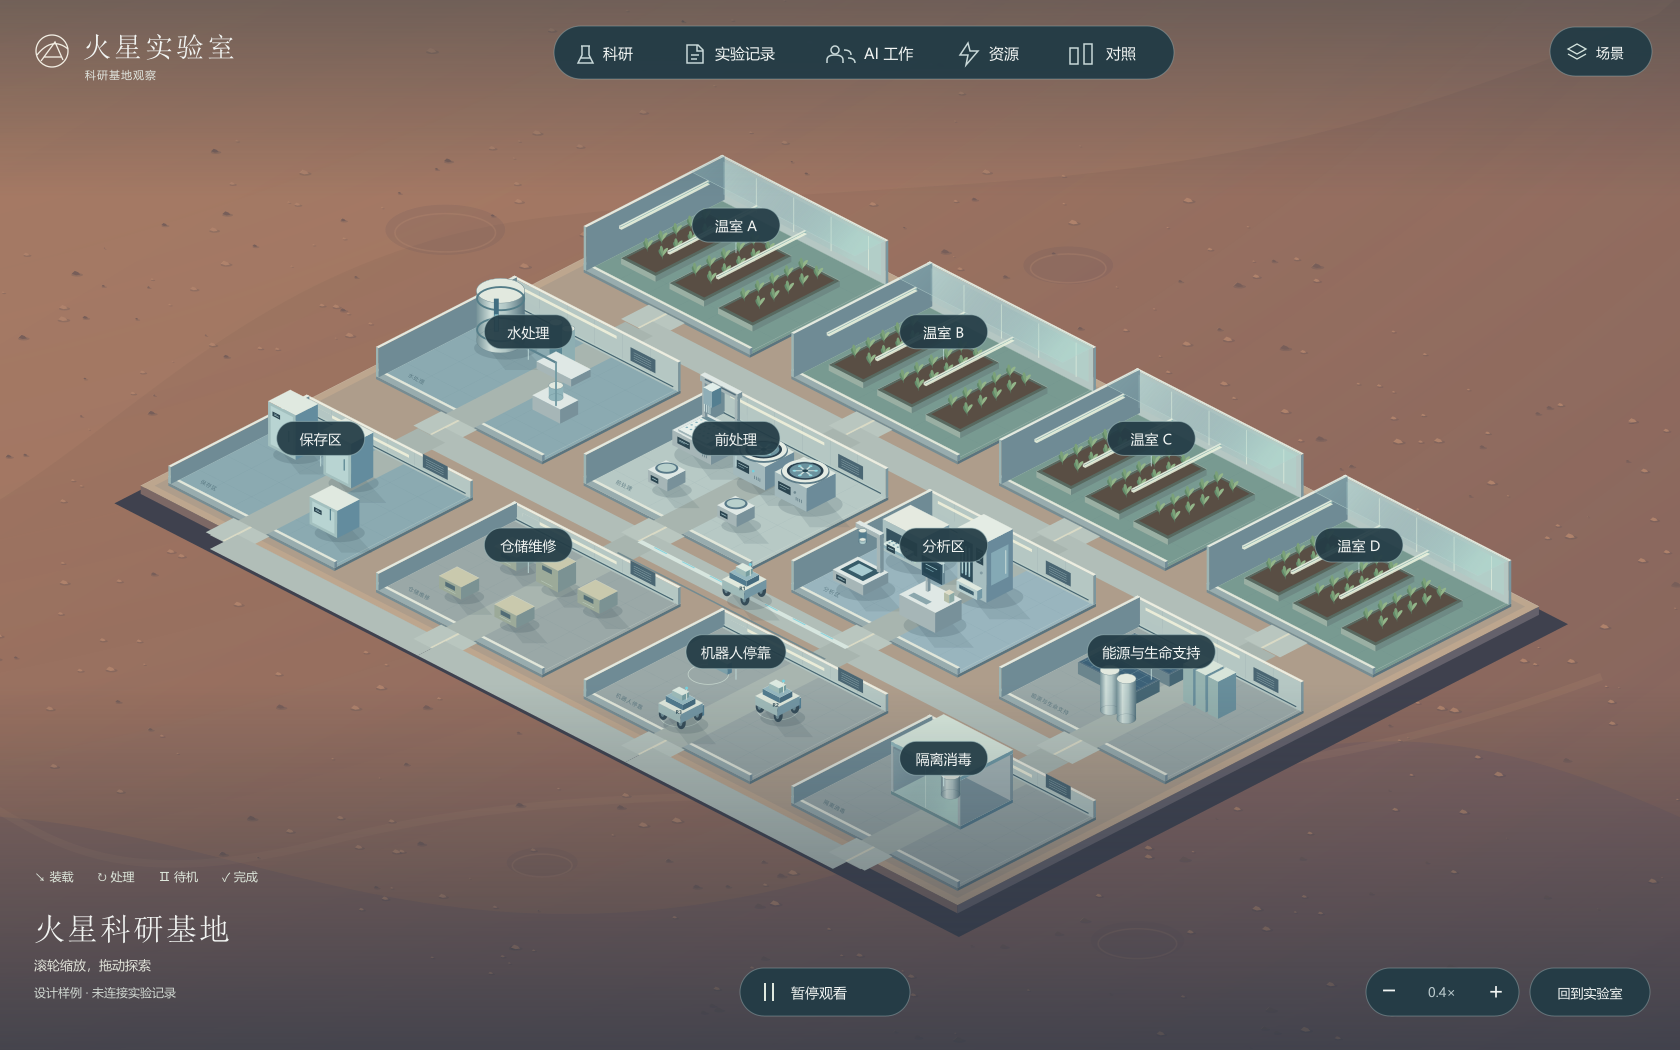 火星实验室
科研基地观察
科研
实验记录
AI 工作
资源
对照
场景
温室 A
水处理
温室 B
保存区
前处理
温室 C
仓储维修
分析区
温室 D
机器人停靠
能源与生命支持
隔离消毒
↘ 装载
↻ 处理
待机
✓ 完成
火星科研基地
滚轮缩放，拖动探索
设计样例 · 未连接实验记录
暂停观看
− 0.4× +
回到实验室